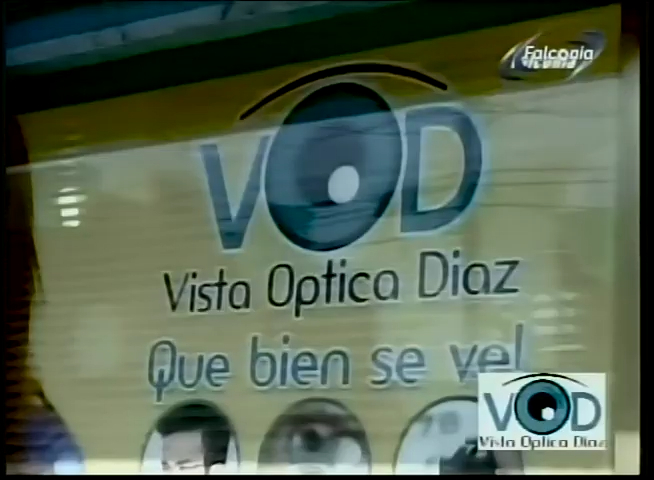 Falconia
VOD
Vista Optica Diaz
Que bien se ve!
VOD
Vista Optica Diaz